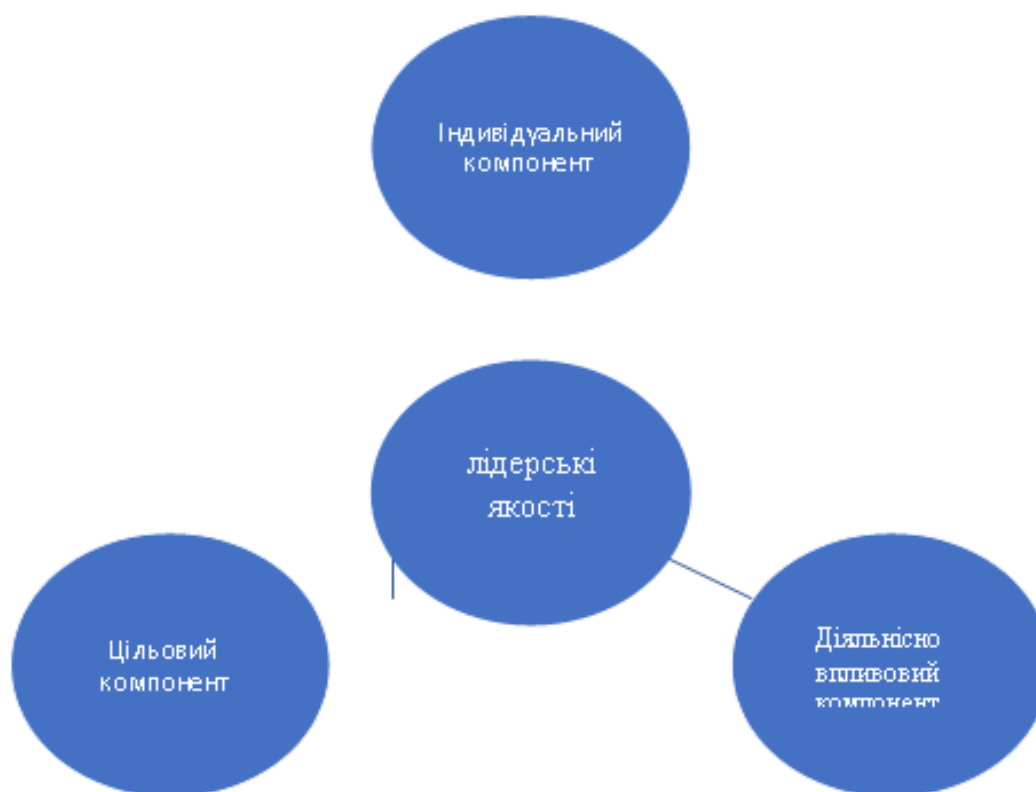 Індивідуальний
компонент
лідерські
якості
Цільовий
компонент
Діяльнісно
впливовий
компонент